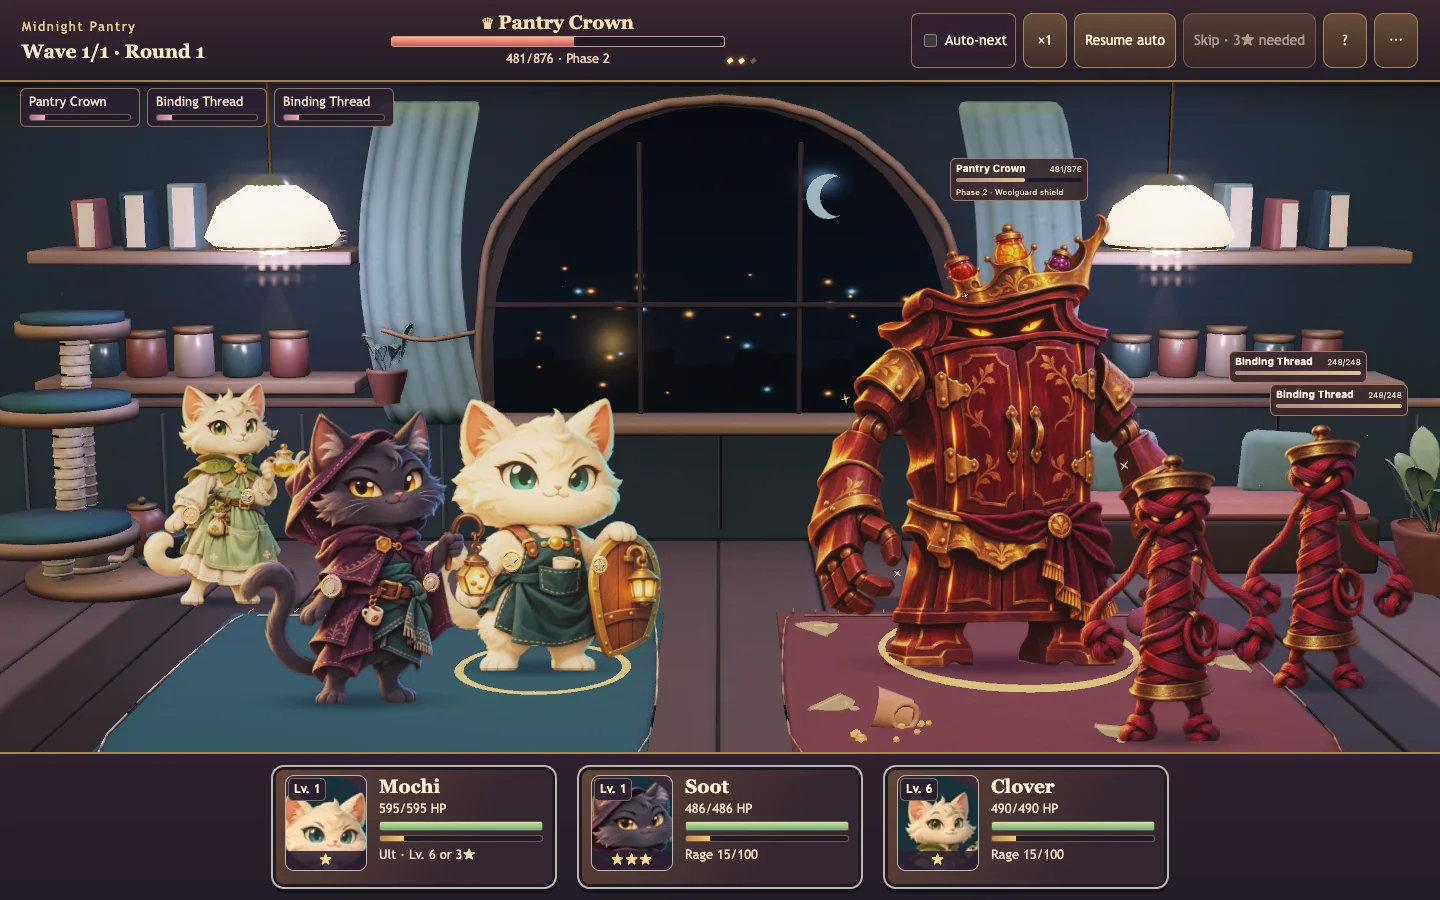 Midnight Pantry
Wave 1/1 · Round 1
♛ Pantry Crown
481/876 · Phase 2
Auto-next
×1
Resume auto
Skip · 3★ needed
?
...
Pantry Crown
Binding Thread
Binding Thread
Pantry Crown 481/876
Phase 2 · Woolguard shield
Binding Thread 248/248
Binding Thread 248/248
Lv. 1
Mochi
595/595 HP
Ult · Lv. 6 or 3★
★
Lv. 1
Soot
486/486 HP
Rage 15/100
★★★
Lv. 6
Clover
490/490 HP
Rage 15/100
★